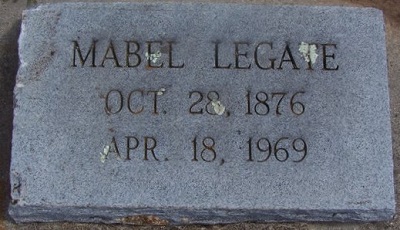 MABEL LEGATE
OCT. 28, 1876
APR. 18, 1969